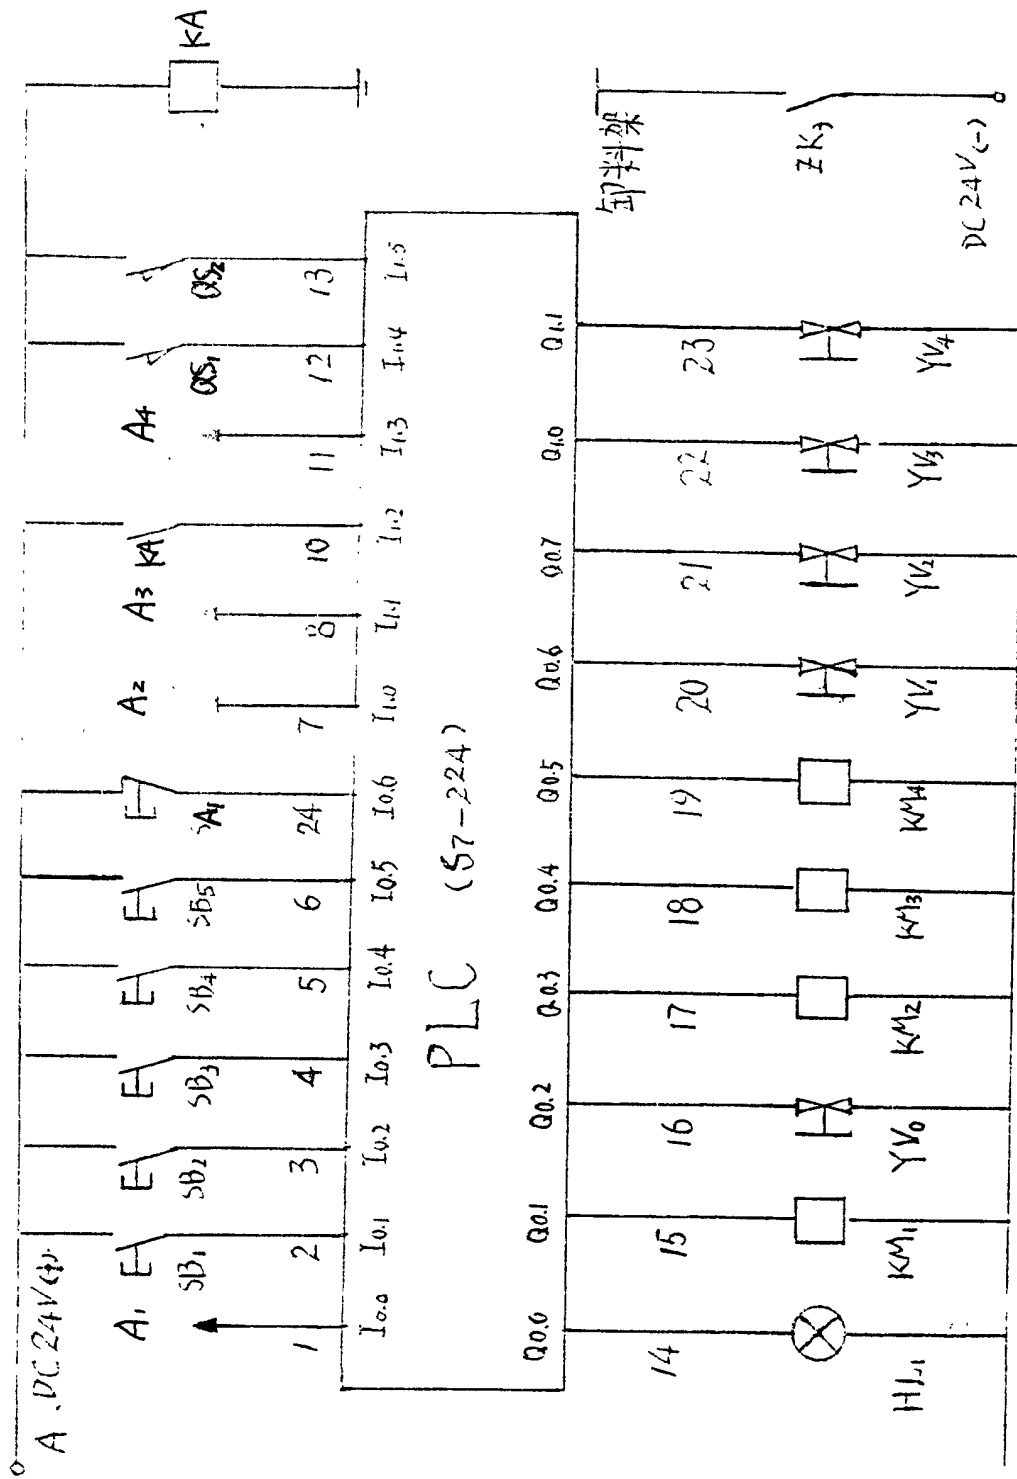 A. DC24V(+)
A1
SB1
SB2
SB3
SB4
SB5
SA1
A2
A3
KA
A4
QS1
QS2
KA
1
2
3
4
5
6
24
7
8
10
11
12
13
I0.0
I0.1
I0.2
I0.3
I0.4
I0.5
I0.6
I1.0
I1.1
I1.2
I1.3
I1.4
I1.5
PLC (S7-224)
Q0.0
Q0.1
Q0.2
Q0.3
Q0.4
Q0.5
Q0.6
Q0.7
Q1.0
Q1.1
卸料架
14
15
16
17
18
19
20
21
22
23
ZK3
HL1
KM1
YV0
KM2
KM3
KM4
YV1
YV2
YV3
YV4
DC24V(-)